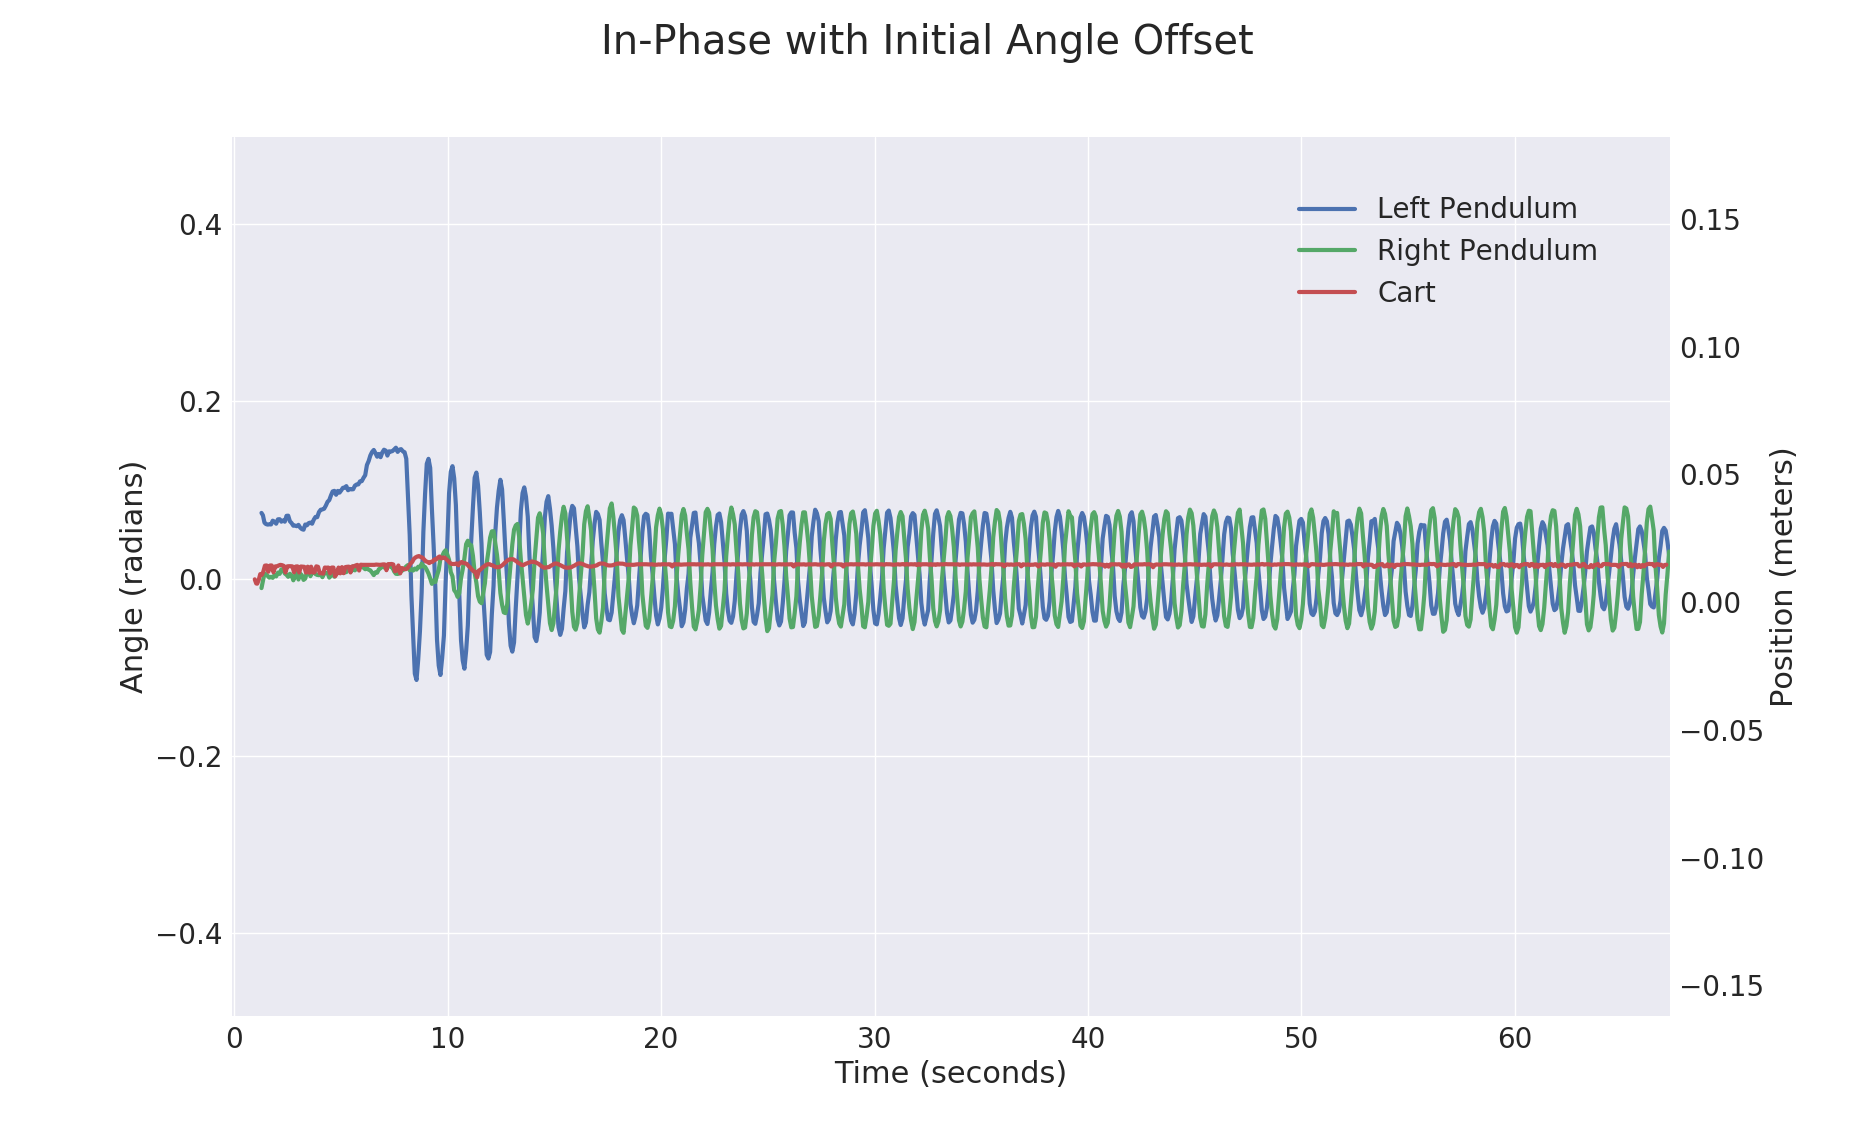 In-Phase with Initial Angle Offset
Left Pendulum
Right Pendulum
Cart
Angle (radians)
0.4
0.2
0.0
−0.2
−0.4
Position (meters)
0.15
0.10
0.05
0.00
−0.05
−0.10
−0.15
0 10 20 30 40 50 60
Time (seconds)